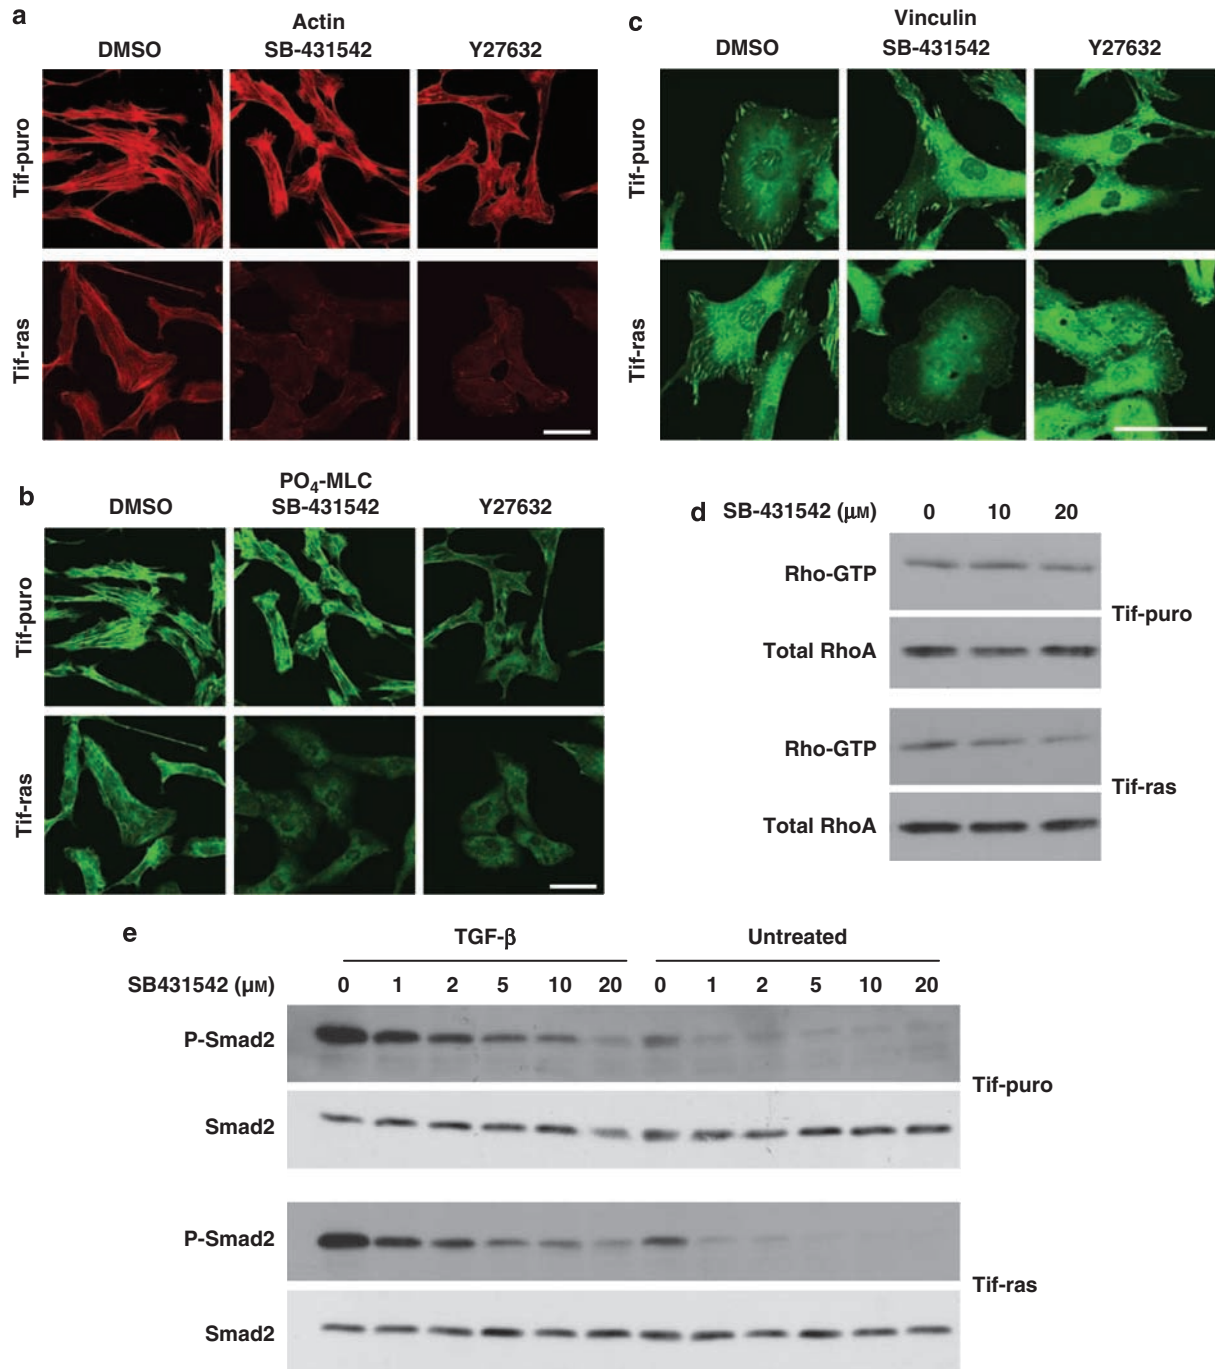 a
Actin
DMSO SB-431542 Y27632
Tif-puro
Tif-ras
b
PO₄-MLC
DMSO SB-431542 Y27632
Tif-puro
Tif-ras
c
Vinculin
DMSO SB-431542 Y27632
Tif-puro
Tif-ras
d SB-431542 (μM) 0 10 20
Rho-GTP
Total RhoA
Tif-puro
Rho-GTP
Total RhoA
Tif-ras
e
TGF-β Untreated
SB431542 (μM) 0 1 2 5 10 20 0 1 2 5 10 20
P-Smad2
Smad2
Tif-puro
P-Smad2
Smad2
Tif-ras